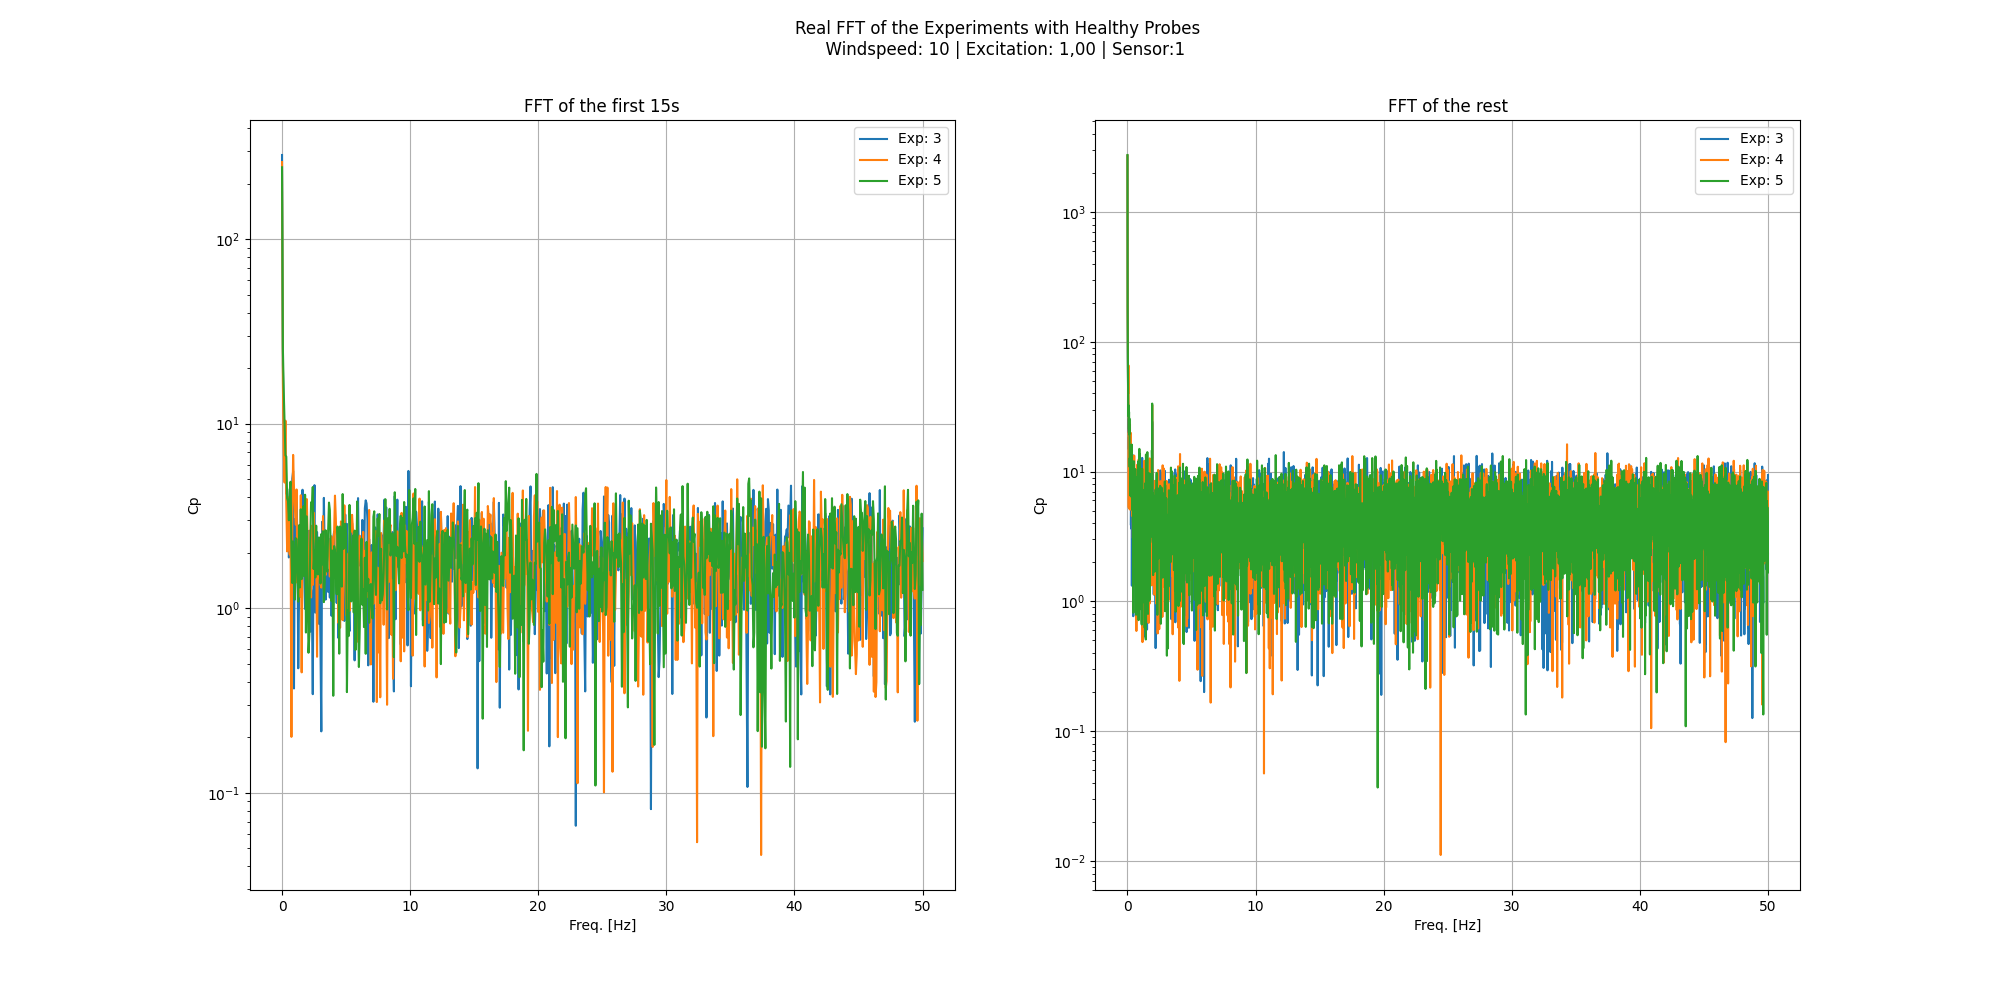 Real FFT of the Experiments with Healthy Probes
Windspeed: 10 | Excitation: 1,00 | Sensor:1
FFT of the first 15s
Exp: 3
Exp: 4
Exp: 5
10²
10¹
10⁰
10⁻¹
Cp
0 10 20 30 40 50
Freq. [Hz]
FFT of the rest
Exp: 3
Exp: 4
Exp: 5
10³
10²
10¹
10⁰
10⁻¹
10⁻²
Cp
0 10 20 30 40 50
Freq. [Hz]